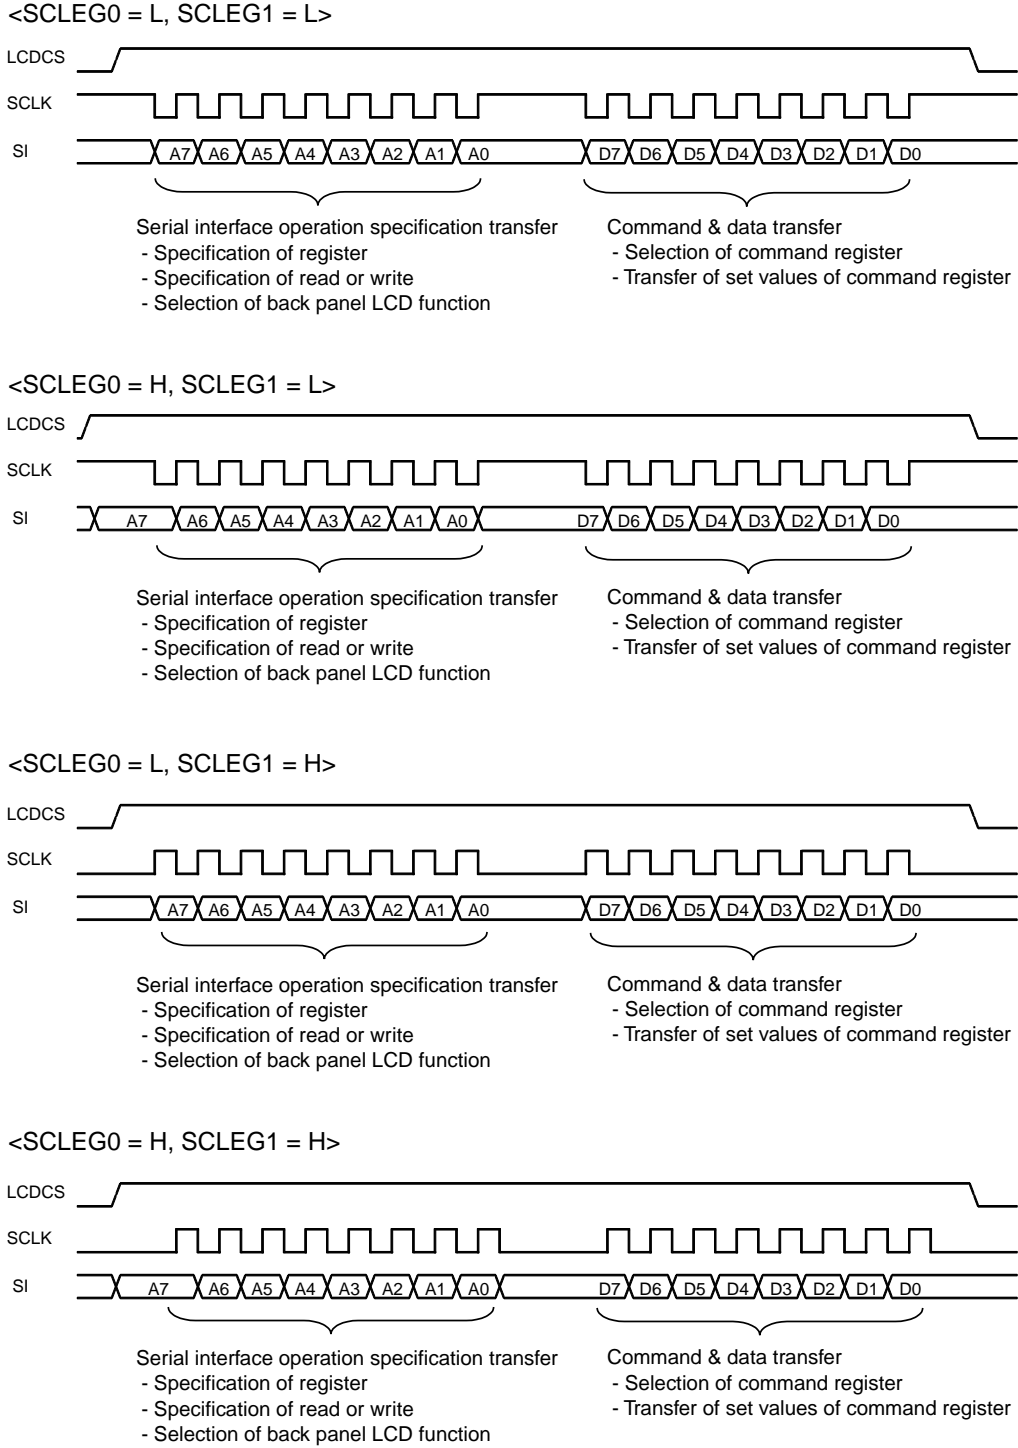 <SCLEG0 = L, SCLEG1 = L>
LCDCS
SCLK
SI A7 A6 A5 A4 A3 A2 A1 A0 D7 D6 D5 D4 D3 D2 D1 D0
Serial interface operation specification transfer
- Specification of register
- Specification of read or write
- Selection of back panel LCD function
Command & data transfer
- Selection of command register
- Transfer of set values of command register
<SCLEG0 = H, SCLEG1 = L>
LCDCS
SCLK
SI A7 A6 A5 A4 A3 A2 A1 A0 D7 D6 D5 D4 D3 D2 D1 D0
Serial interface operation specification transfer
- Specification of register
- Specification of read or write
- Selection of back panel LCD function
Command & data transfer
- Selection of command register
- Transfer of set values of command register
<SCLEG0 = L, SCLEG1 = H>
LCDCS
SCLK
SI A7 A6 A5 A4 A3 A2 A1 A0 D7 D6 D5 D4 D3 D2 D1 D0
Serial interface operation specification transfer
- Specification of register
- Specification of read or write
- Selection of back panel LCD function
Command & data transfer
- Selection of command register
- Transfer of set values of command register
<SCLEG0 = H, SCLEG1 = H>
LCDCS
SCLK
SI A7 A6 A5 A4 A3 A2 A1 A0 D7 D6 D5 D4 D3 D2 D1 D0
Serial interface operation specification transfer
- Specification of register
- Specification of read or write
- Selection of back panel LCD function
Command & data transfer
- Selection of command register
- Transfer of set values of command register